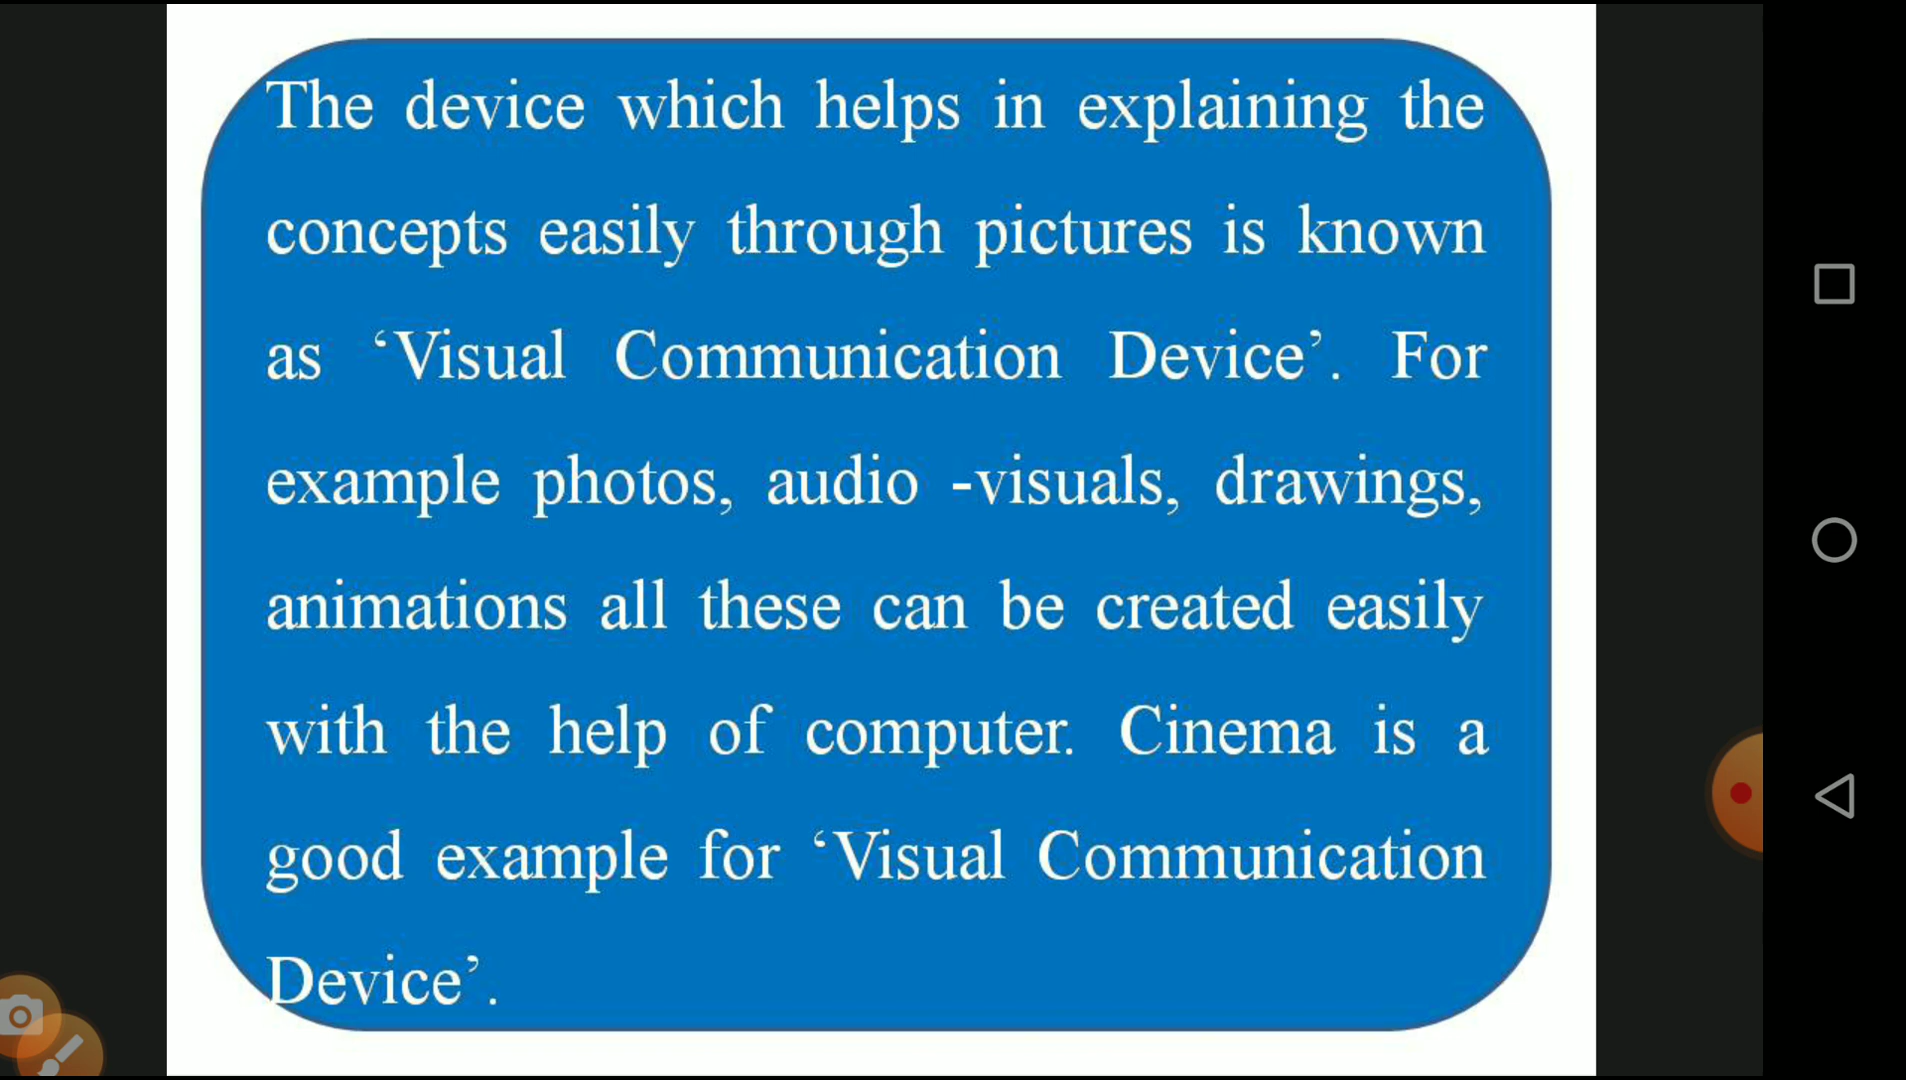 The device which helps in explaining the
concepts easily through pictures is known
as ‘Visual Communication Device’. For
example photos, audio -visuals, drawings,
animations all these can be created easily
with the help of computer. Cinema is a
good example for ‘Visual Communication
Device’.